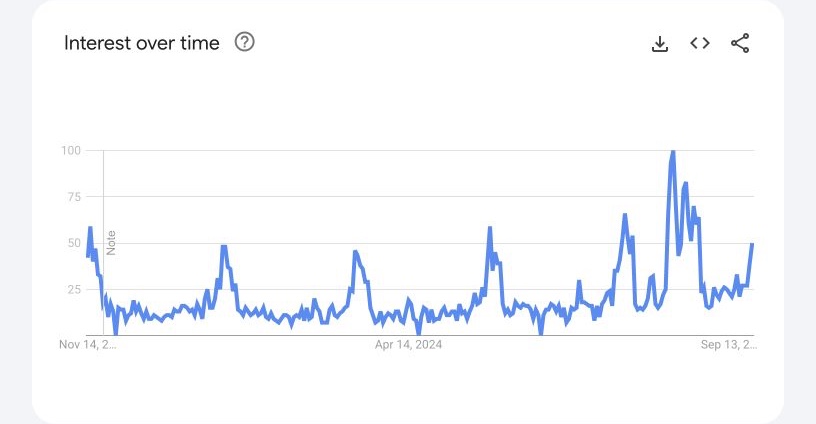 Interest over time
100
75
50
25
Note
Nov 14, 2...
Apr 14, 2024
Sep 13, 2...